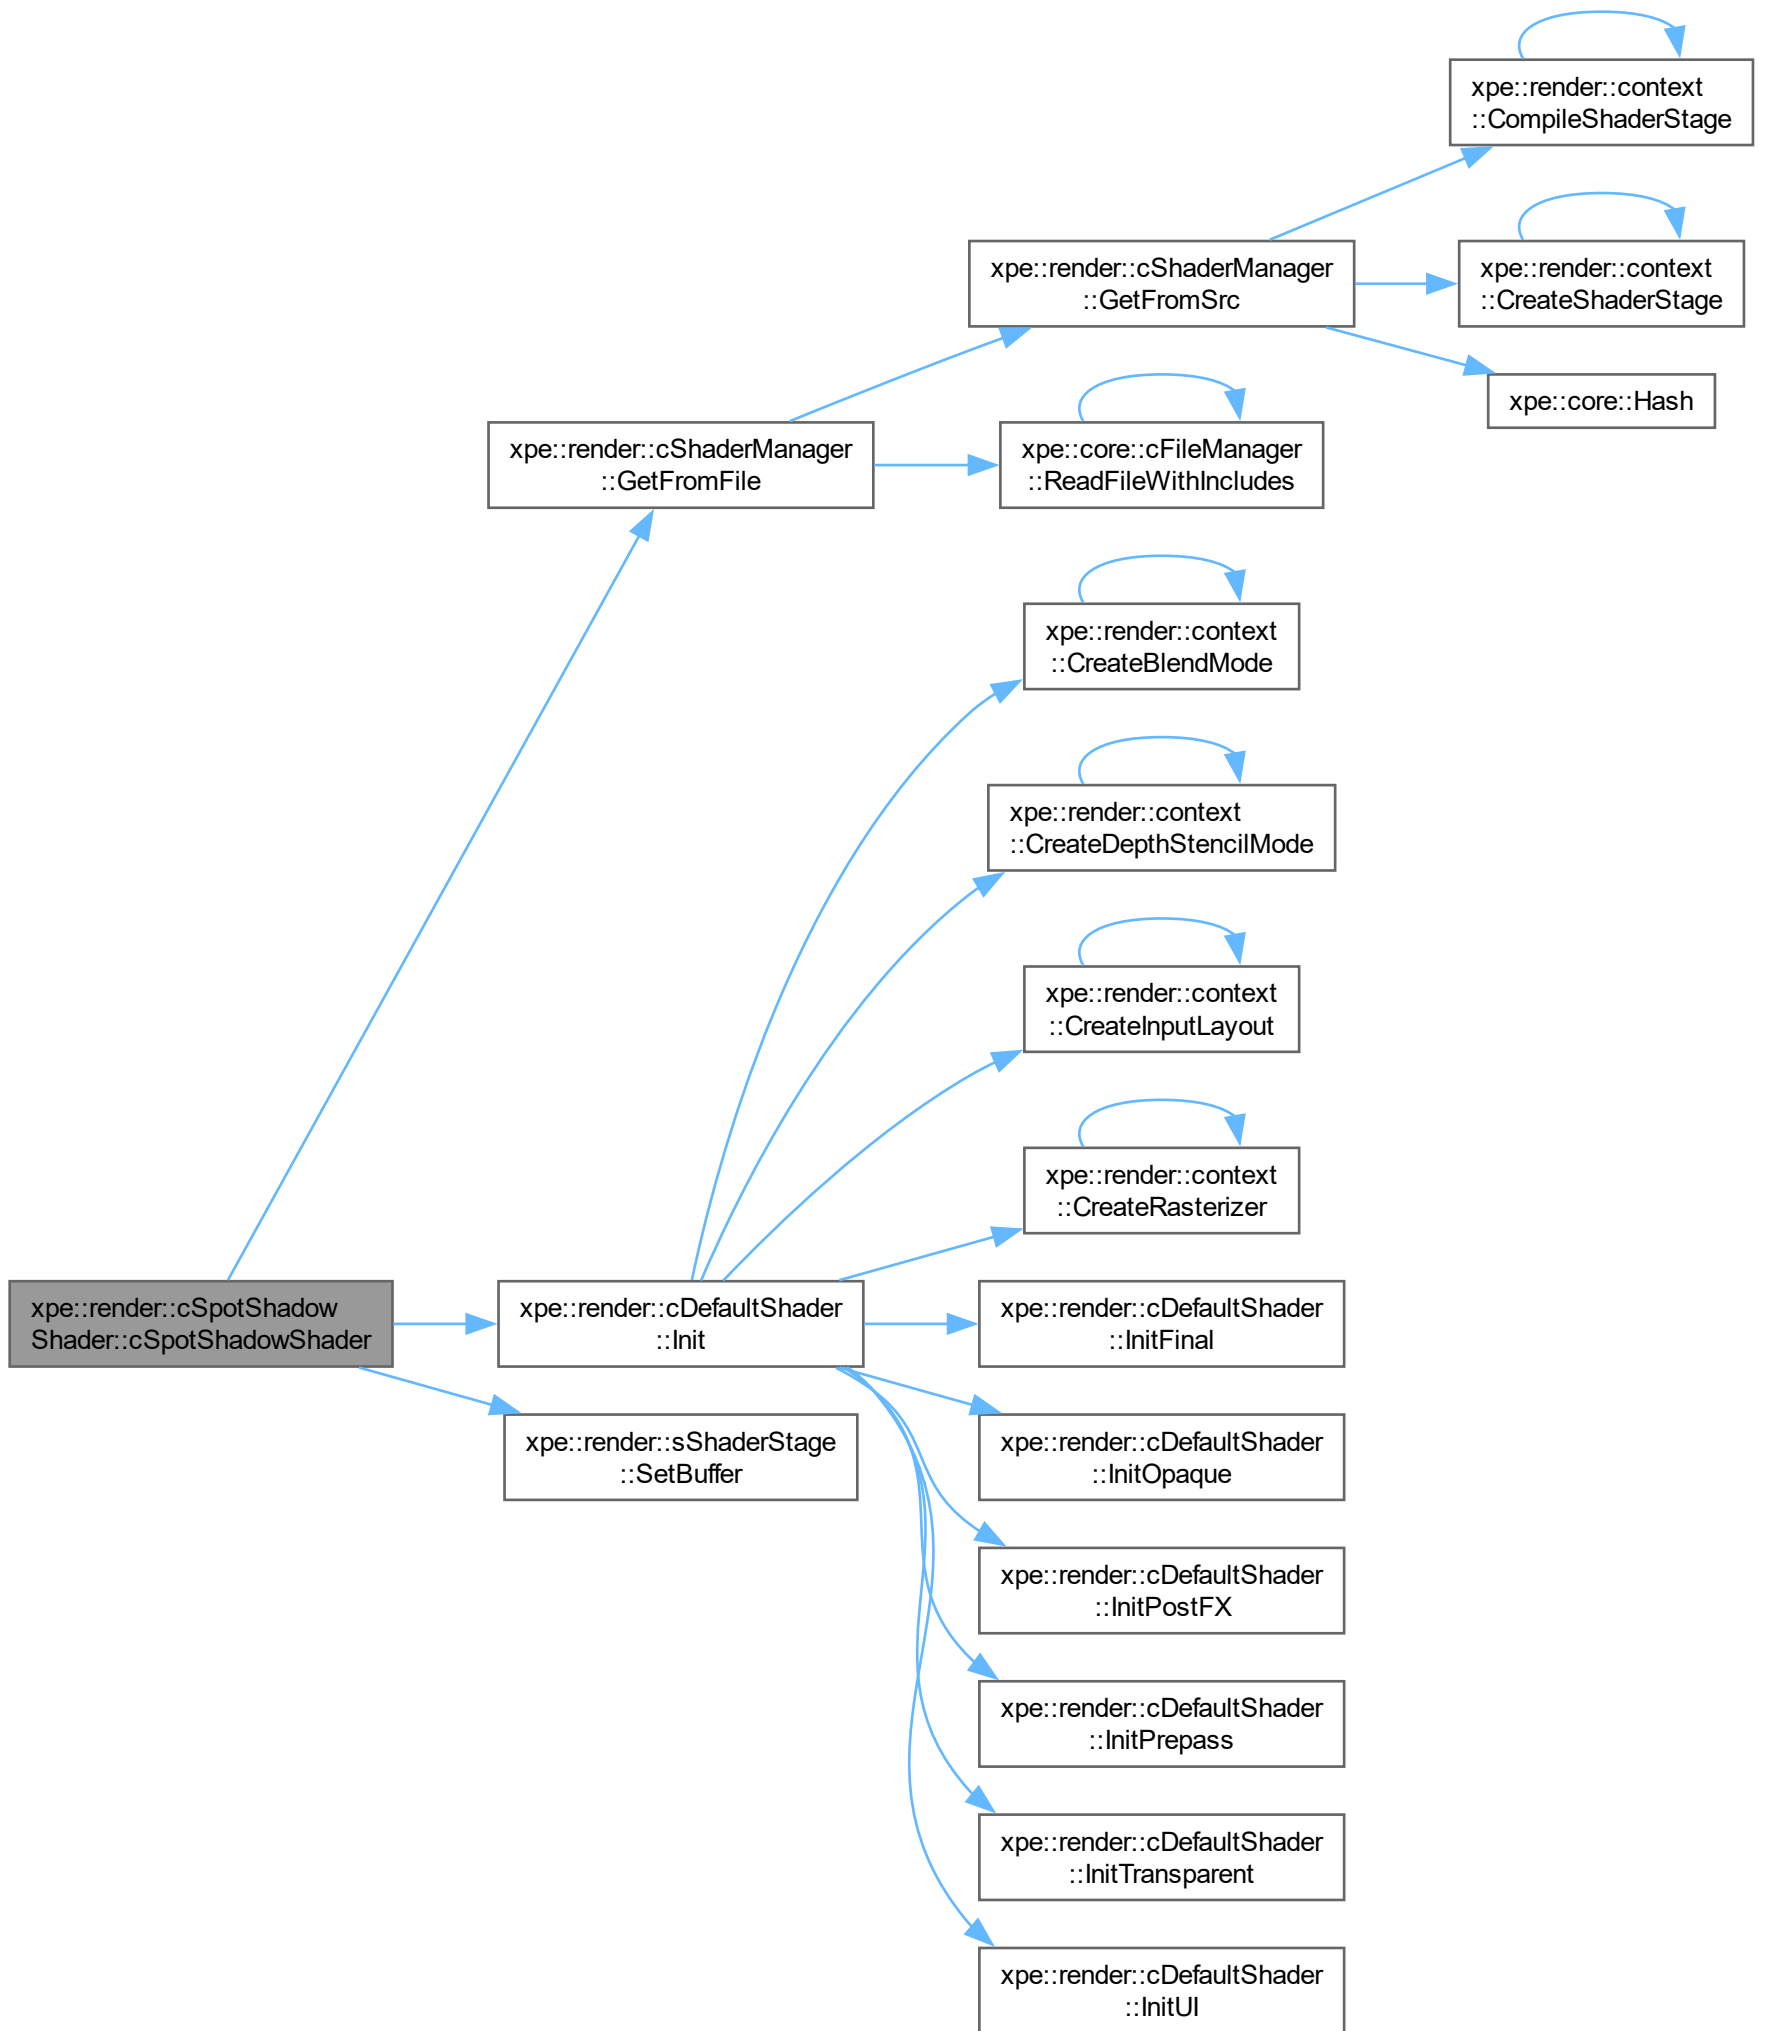 xpe::render::context
::CompileShaderStage
xpe::render::cShaderManager
::GetFromSrc
xpe::render::context
::CreateShaderStage
xpe::core::Hash
xpe::render::cShaderManager
::GetFromFile
xpe::core::cFileManager
::ReadFileWithIncludes
xpe::render::context
::CreateBlendMode
xpe::render::context
::CreateDepthStencilMode
xpe::render::context
::CreateInputLayout
xpe::render::context
::CreateRasterizer
xpe::render::cSpotShadow
Shader::cSpotShadowShader
xpe::render::cDefaultShader
::Init
xpe::render::cDefaultShader
::InitFinal
xpe::render::sShaderStage
::SetBuffer
xpe::render::cDefaultShader
::InitOpaque
xpe::render::cDefaultShader
::InitPostFX
xpe::render::cDefaultShader
::InitPrepass
xpe::render::cDefaultShader
::InitTransparent
xpe::render::cDefaultShader
::InitUI